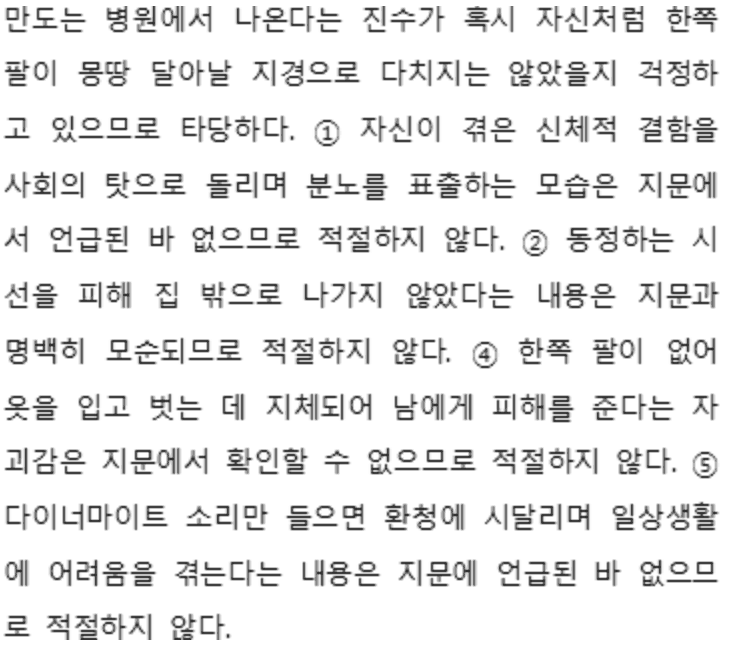 만도는 병원에서 나온다는 진수가 혹시 자신처럼 한쪽
팔이 몽땅 달아날 지경으로 다치지는 않았을지 걱정하
고 있으므로 타당하다. ① 자신이 겪은 신체적 결함을
사회의 탓으로 돌리며 분노를 표출하는 모습은 지문에
서 언급된 바 없으므로 적절하지 않다. ② 동정하는 시
선을 피해 집 밖으로 나가지 않았다는 내용은 지문과
명백히 모순되므로 적절하지 않다. ④ 한쪽 팔이 없어
옷을 입고 벗는 데 지체되어 남에게 피해를 준다는 자
괴감은 지문에서 확인할 수 없으므로 적절하지 않다. ⑤
다이너마이트 소리만 들으면 환청에 시달리며 일상생활
에 어려움을 겪는다는 내용은 지문에 언급된 바 없으므
로 적절하지 않다.